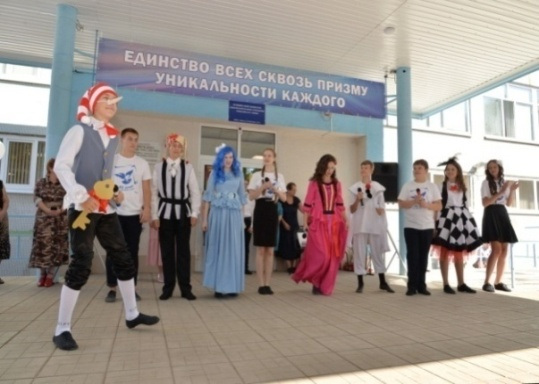 ЕДИНСТВО ВСЕХ СКВОЗЬ ПРИЗМУ
УНИКАЛЬНОСТИ КАЖДОГО